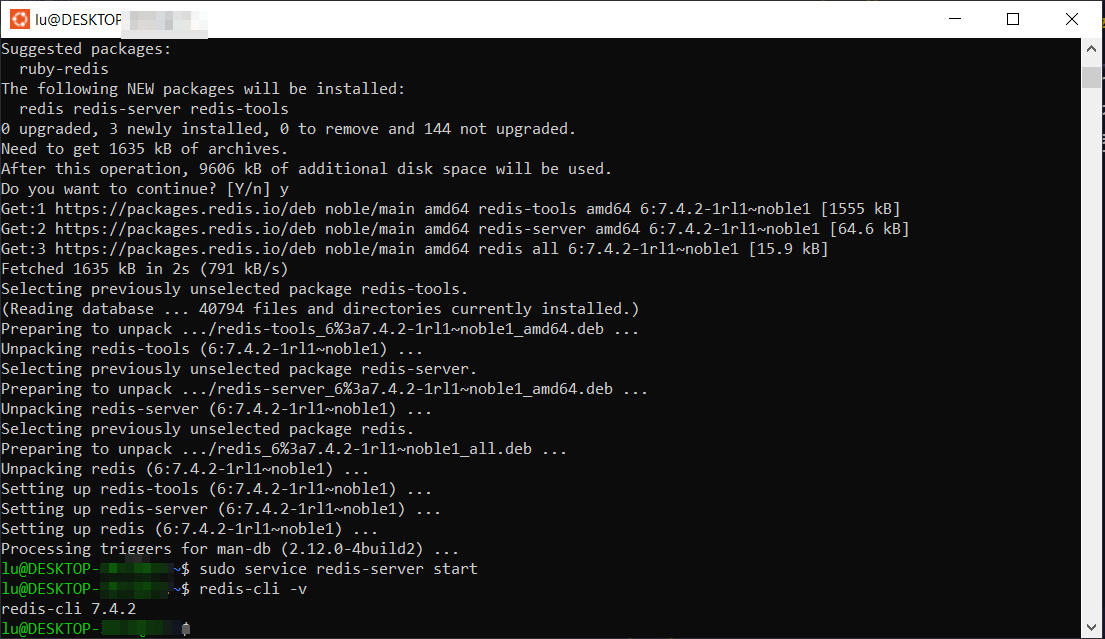 lu@DESKTOP
Suggested packages:
  ruby-redis
The following NEW packages will be installed:
  redis redis-server redis-tools
0 upgraded, 3 newly installed, 0 to remove and 144 not upgraded.
Need to get 1635 kB of archives.
After this operation, 9606 kB of additional disk space will be used.
Do you want to continue? [Y/n] y
Get:1 https://packages.redis.io/deb noble/main amd64 redis-tools amd64 6:7.4.2-1rl1~noble1 [1555 kB]
Get:2 https://packages.redis.io/deb noble/main amd64 redis-server amd64 6:7.4.2-1rl1~noble1 [64.6 kB]
Get:3 https://packages.redis.io/deb noble/main amd64 redis all 6:7.4.2-1rl1~noble1 [15.9 kB]
Fetched 1635 kB in 2s (791 kB/s)
Selecting previously unselected package redis-tools.
(Reading database ... 40794 files and directories currently installed.)
Preparing to unpack .../redis-tools_6%3a7.4.2-1rl1~noble1_amd64.deb ...
Unpacking redis-tools (6:7.4.2-1rl1~noble1) ...
Selecting previously unselected package redis-server.
Preparing to unpack .../redis-server_6%3a7.4.2-1rl1~noble1_amd64.deb ...
Unpacking redis-server (6:7.4.2-1rl1~noble1) ...
Selecting previously unselected package redis.
Preparing to unpack .../redis_6%3a7.4.2-1rl1~noble1_all.deb ...
Unpacking redis (6:7.4.2-1rl1~noble1) ...
Setting up redis-tools (6:7.4.2-1rl1~noble1) ...
Setting up redis-server (6:7.4.2-1rl1~noble1) ...
Setting up redis (6:7.4.2-1rl1~noble1) ...
Processing triggers for man-db (2.12.0-4build2) ...
lu@DESKTOP- ~$ sudo service redis-server start
lu@DESKTOP- ~$ redis-cli -v
redis-cli 7.4.2
lu@DESKTOP-